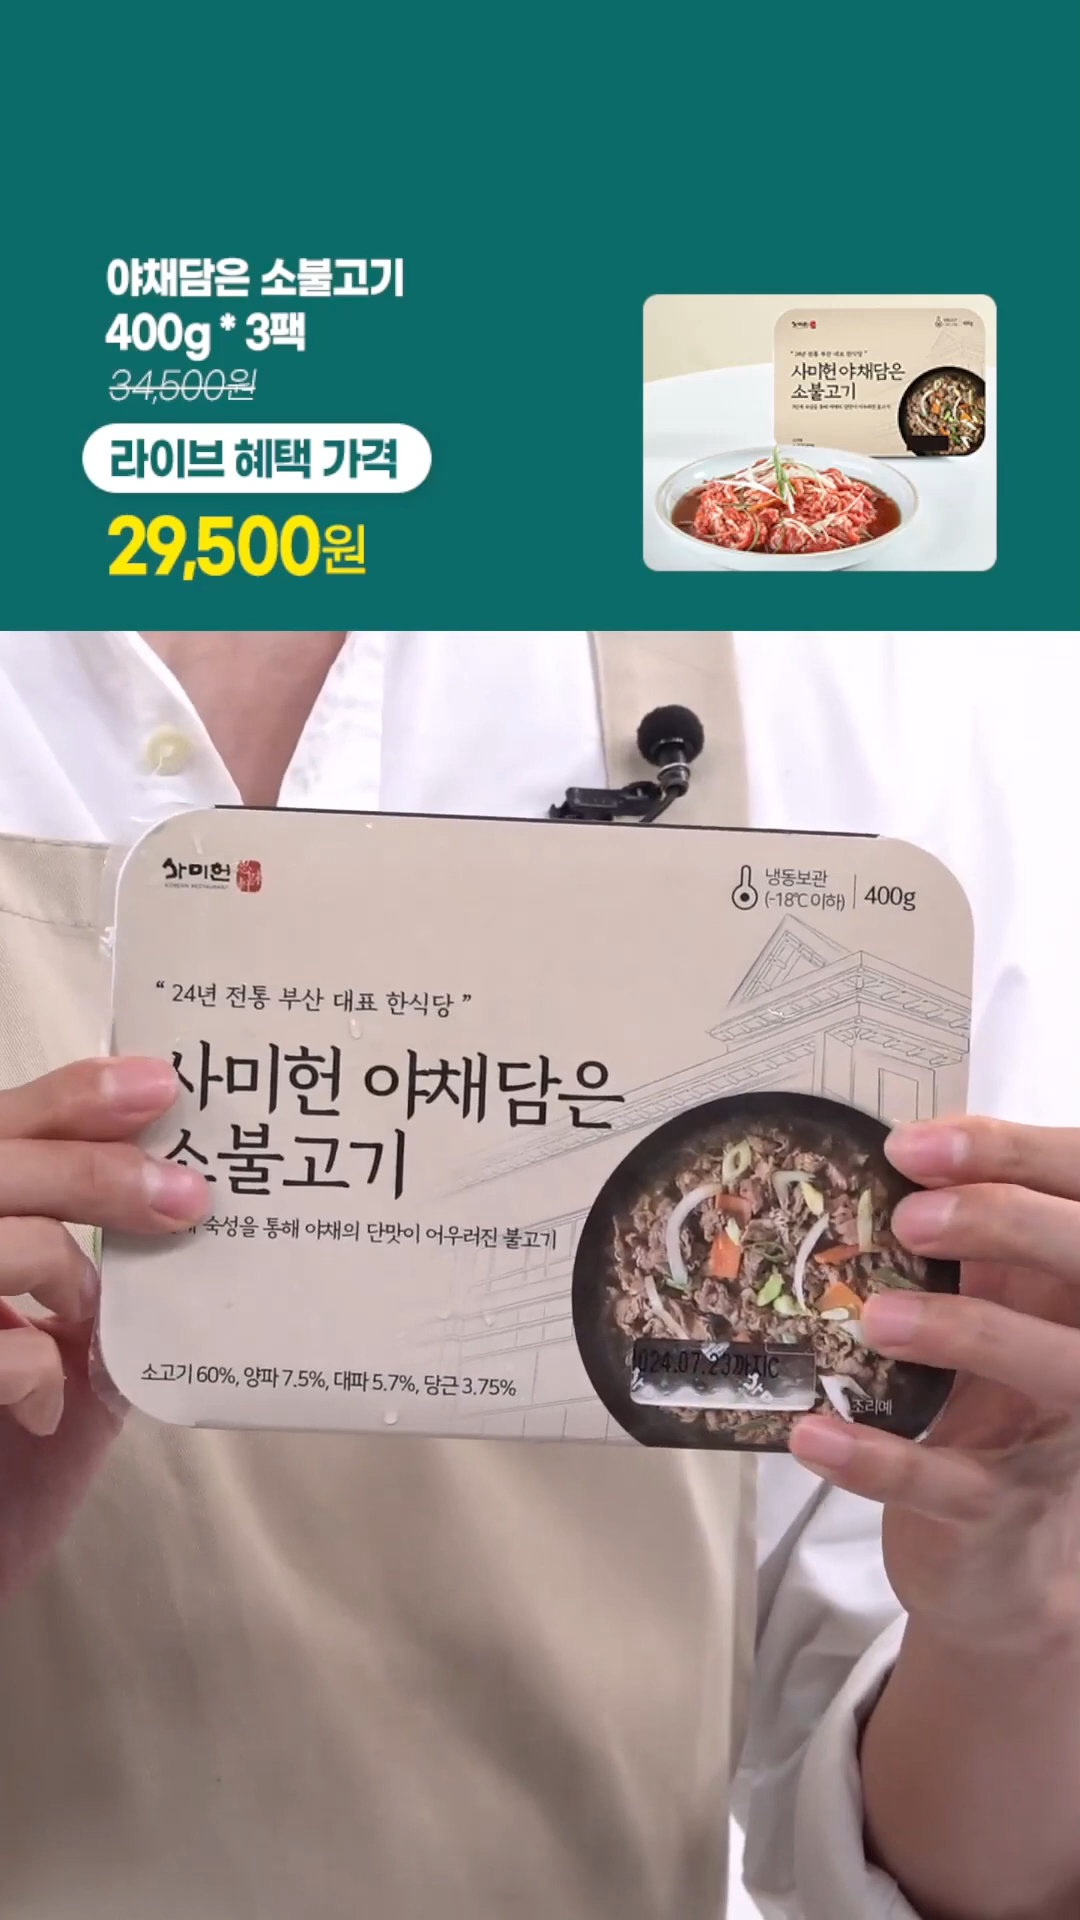 야채담은 소불고기
400g * 3팩
34,500원
라이브 혜택 가격
29,500원
사미헌
400g
"24년 전통 부산 대표 한식당"
사미헌 야채담은
소불고기
사미헌
KOREAN RESTAURANT
냉동보관
(-18℃ 이하)
400g
"24년 전통 부산 대표 한식당"
사미헌 야채담은
소불고기
숙성을 통해 야채의 단맛이 어우러진 불고기
소고기 60%, 양파 7.5%, 대파 5.7%, 당근 3.75%
024.07.23까지C
조리예